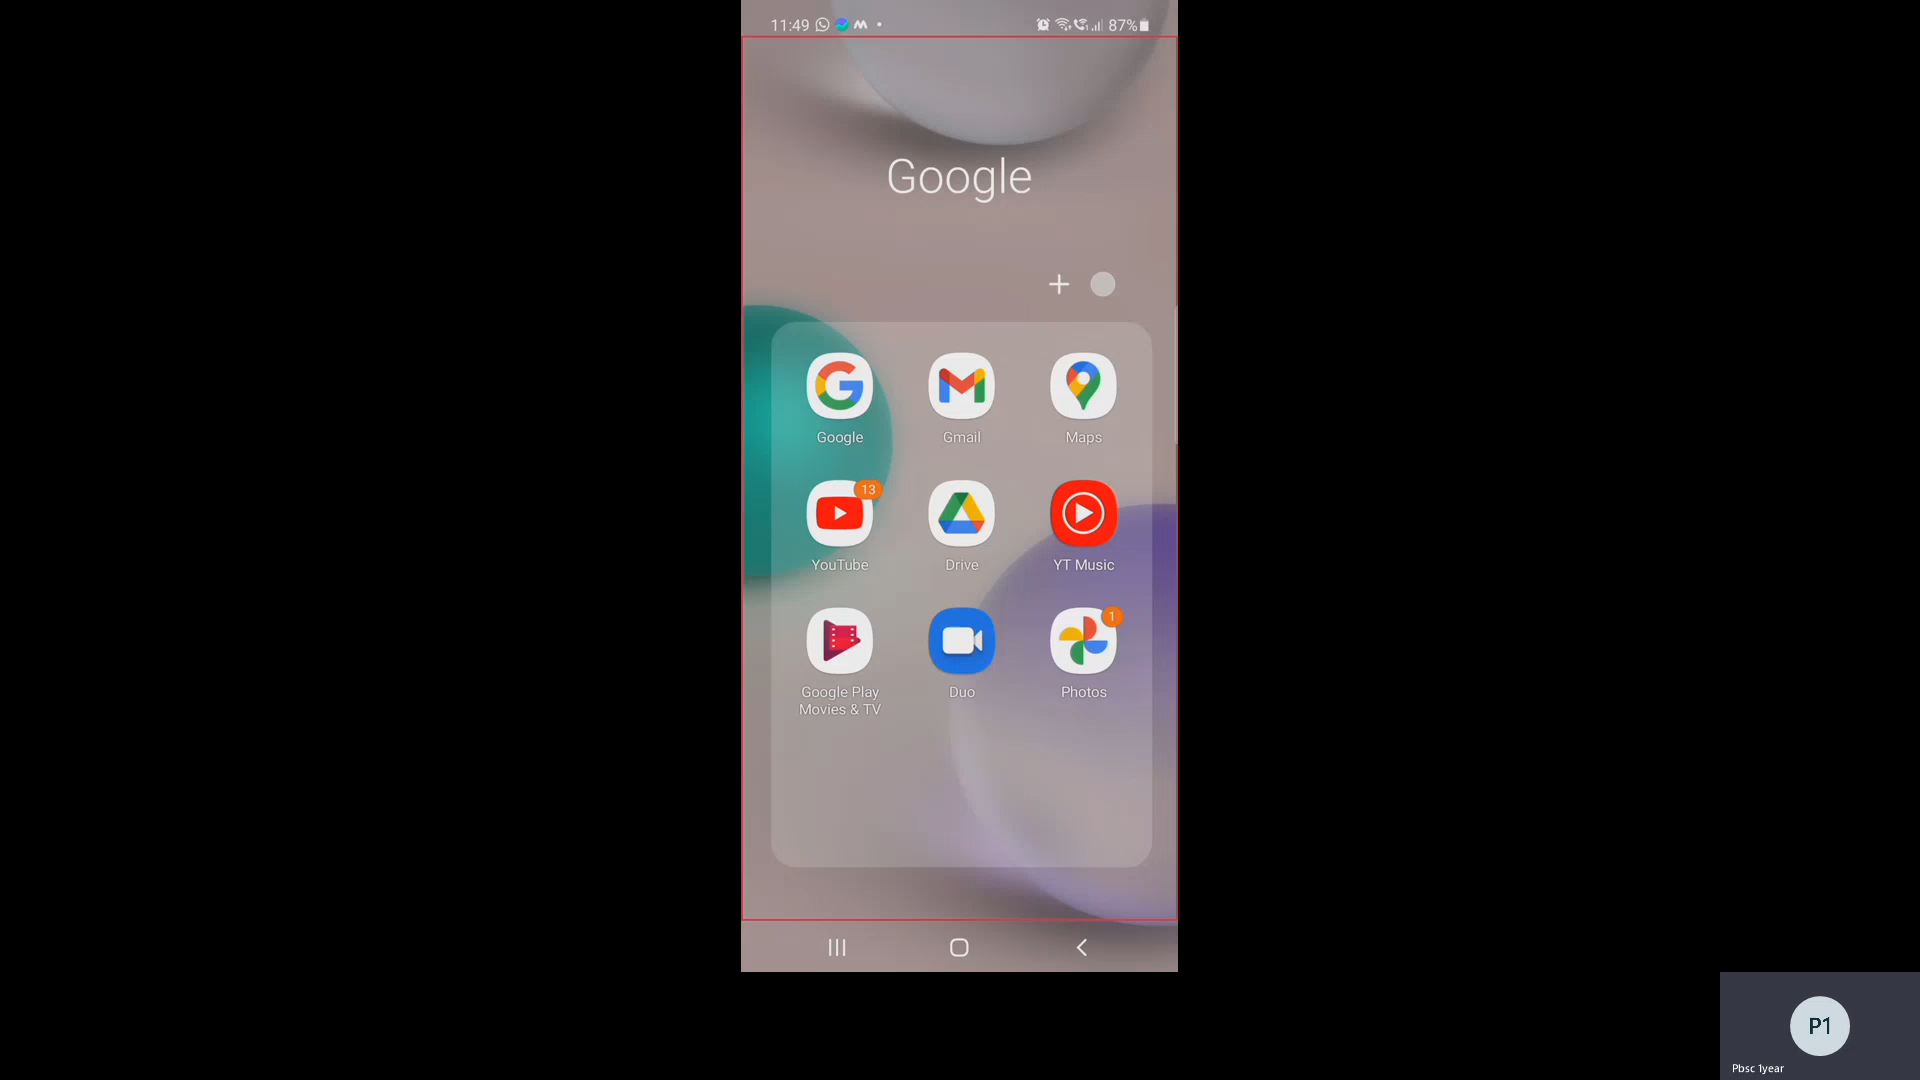 11:49
87%
Google
Google
Gmail
Maps
13
YouTube
Drive
YT Music
1
Google Play
Movies & TV
Duo
Photos
P1
Pbsc 1year